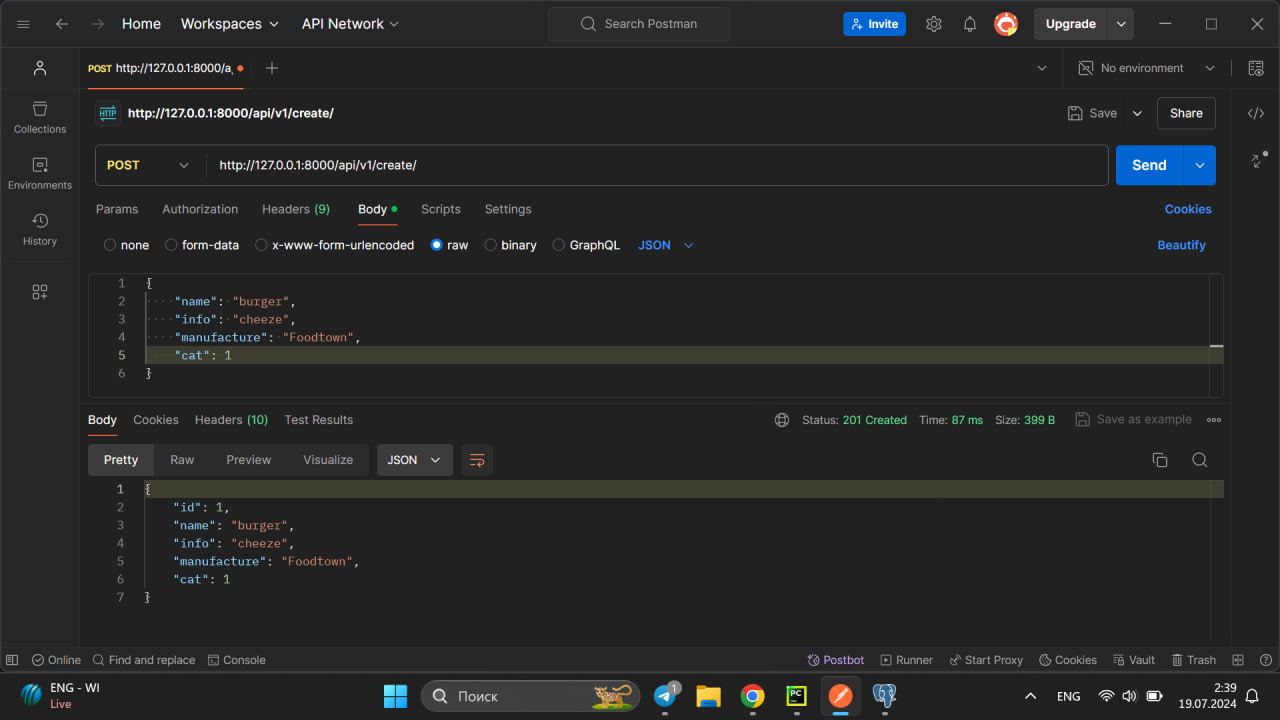 Home Workspaces API Network Search Postman Invite Upgrade
POST http://127.0.0.1:8000/a No environment
HTTP http://127.0.0.1:8000/api/v1/create/ Save Share
Collections
POST http://127.0.0.1:8000/api/v1/create/ Send
Environments
Params Authorization Headers (9) Body Scripts Settings Cookies
History
none form-data x-www-form-urlencoded raw binary GraphQL JSON Beautify
1 {
2 "name": "burger",
3 "info": "cheeze",
4 "manufacture": "Foodtown",
5 "cat": 1
6 }
Body Cookies Headers (10) Test Results Status: 201 Created Time: 87 ms Size: 399 B Save as example
Pretty Raw Preview Visualize JSON
1 {
2 "id": 1,
3 "name": "burger",
4 "info": "cheeze",
5 "manufacture": "Foodtown",
6 "cat": 1
7 }
Online Find and replace Console Postbot Runner Start Proxy Cookies Vault Trash
ENG - WI
Live
Поиск
1
PC
ENG
2:39
19.07.2024